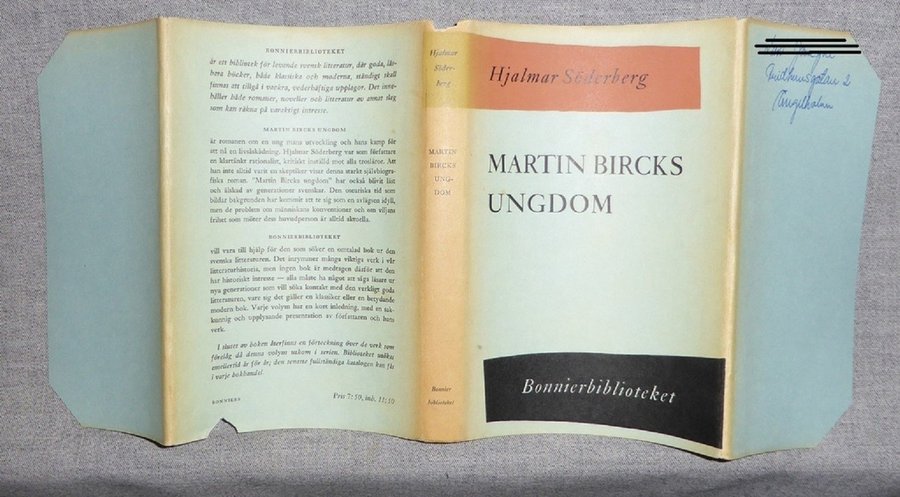 BONNIERBIBLIOTEKET
är ett bibliotek för levande svensk litteratur, där goda, läs-
bara böcker, både klassiska och moderna, ständigt skall
finnas att tillgå i vackra, vederhäftiga upplagor. Det inne-
håller både romaner, noveller och litteratur av annat slag
som kan räkna på varaktigt intresse.
MARTIN BIRCKS UNGDOM
är romanen om en ung mans utveckling och hans kamp för
att nå en livsåskådning. Hjalmar Söderberg var som författare
en klartänkt rationalist, kritiskt inställd mot alla trosläror. Att
han inte alltid varit en skeptiker visar denna starkt självbiogra-
fiska roman. "Martin Bircks ungdom" har också blivit läst
och älskad av generationer svenskar. Den oscariska tid som
bildar bakgrunden har kommit att te sig som en avlägsen idyll,
men de problem om människans konventioner och om viljans
frihet som möter dess huvudperson är alltid aktuella.
BONNIERBIBLIOTEKET
vill vara till hjälp för den som söker en omtalad bok ur den
svenska litteraturen. Det inrymmer många viktiga verk i vår
litteraturhistoria, men ingen bok är medtagen därför att den
har historiskt intresse — alla måste ha något att säga läsare ur
nya generationer som vill söka kontakt med den verkligt goda
litteraturen, vare sig det gäller en klassiker eller en betydande
modern bok. Varje volym har en kort inledning, med en sak-
kunnig och upplysande presentation av författaren och hans
verk.
I slutet av boken återfinns en förteckning över de verk som
förelåg då denna volym utkom i serien. Biblioteket utökas
emellertid år för år; den senaste fullständiga katalogen kan fås
i varje bokhandel.
BONNIERS
Pris 7:50, inb. 11:50
Hjalmar
Söder-
berg
MARTIN
BIRCKS
UNG-
DOM
Bonnier
biblioteket
Hjalmar Söderberg
MARTIN BIRCKS
UNGDOM
Bonnierbiblioteket
2
Ängelholm